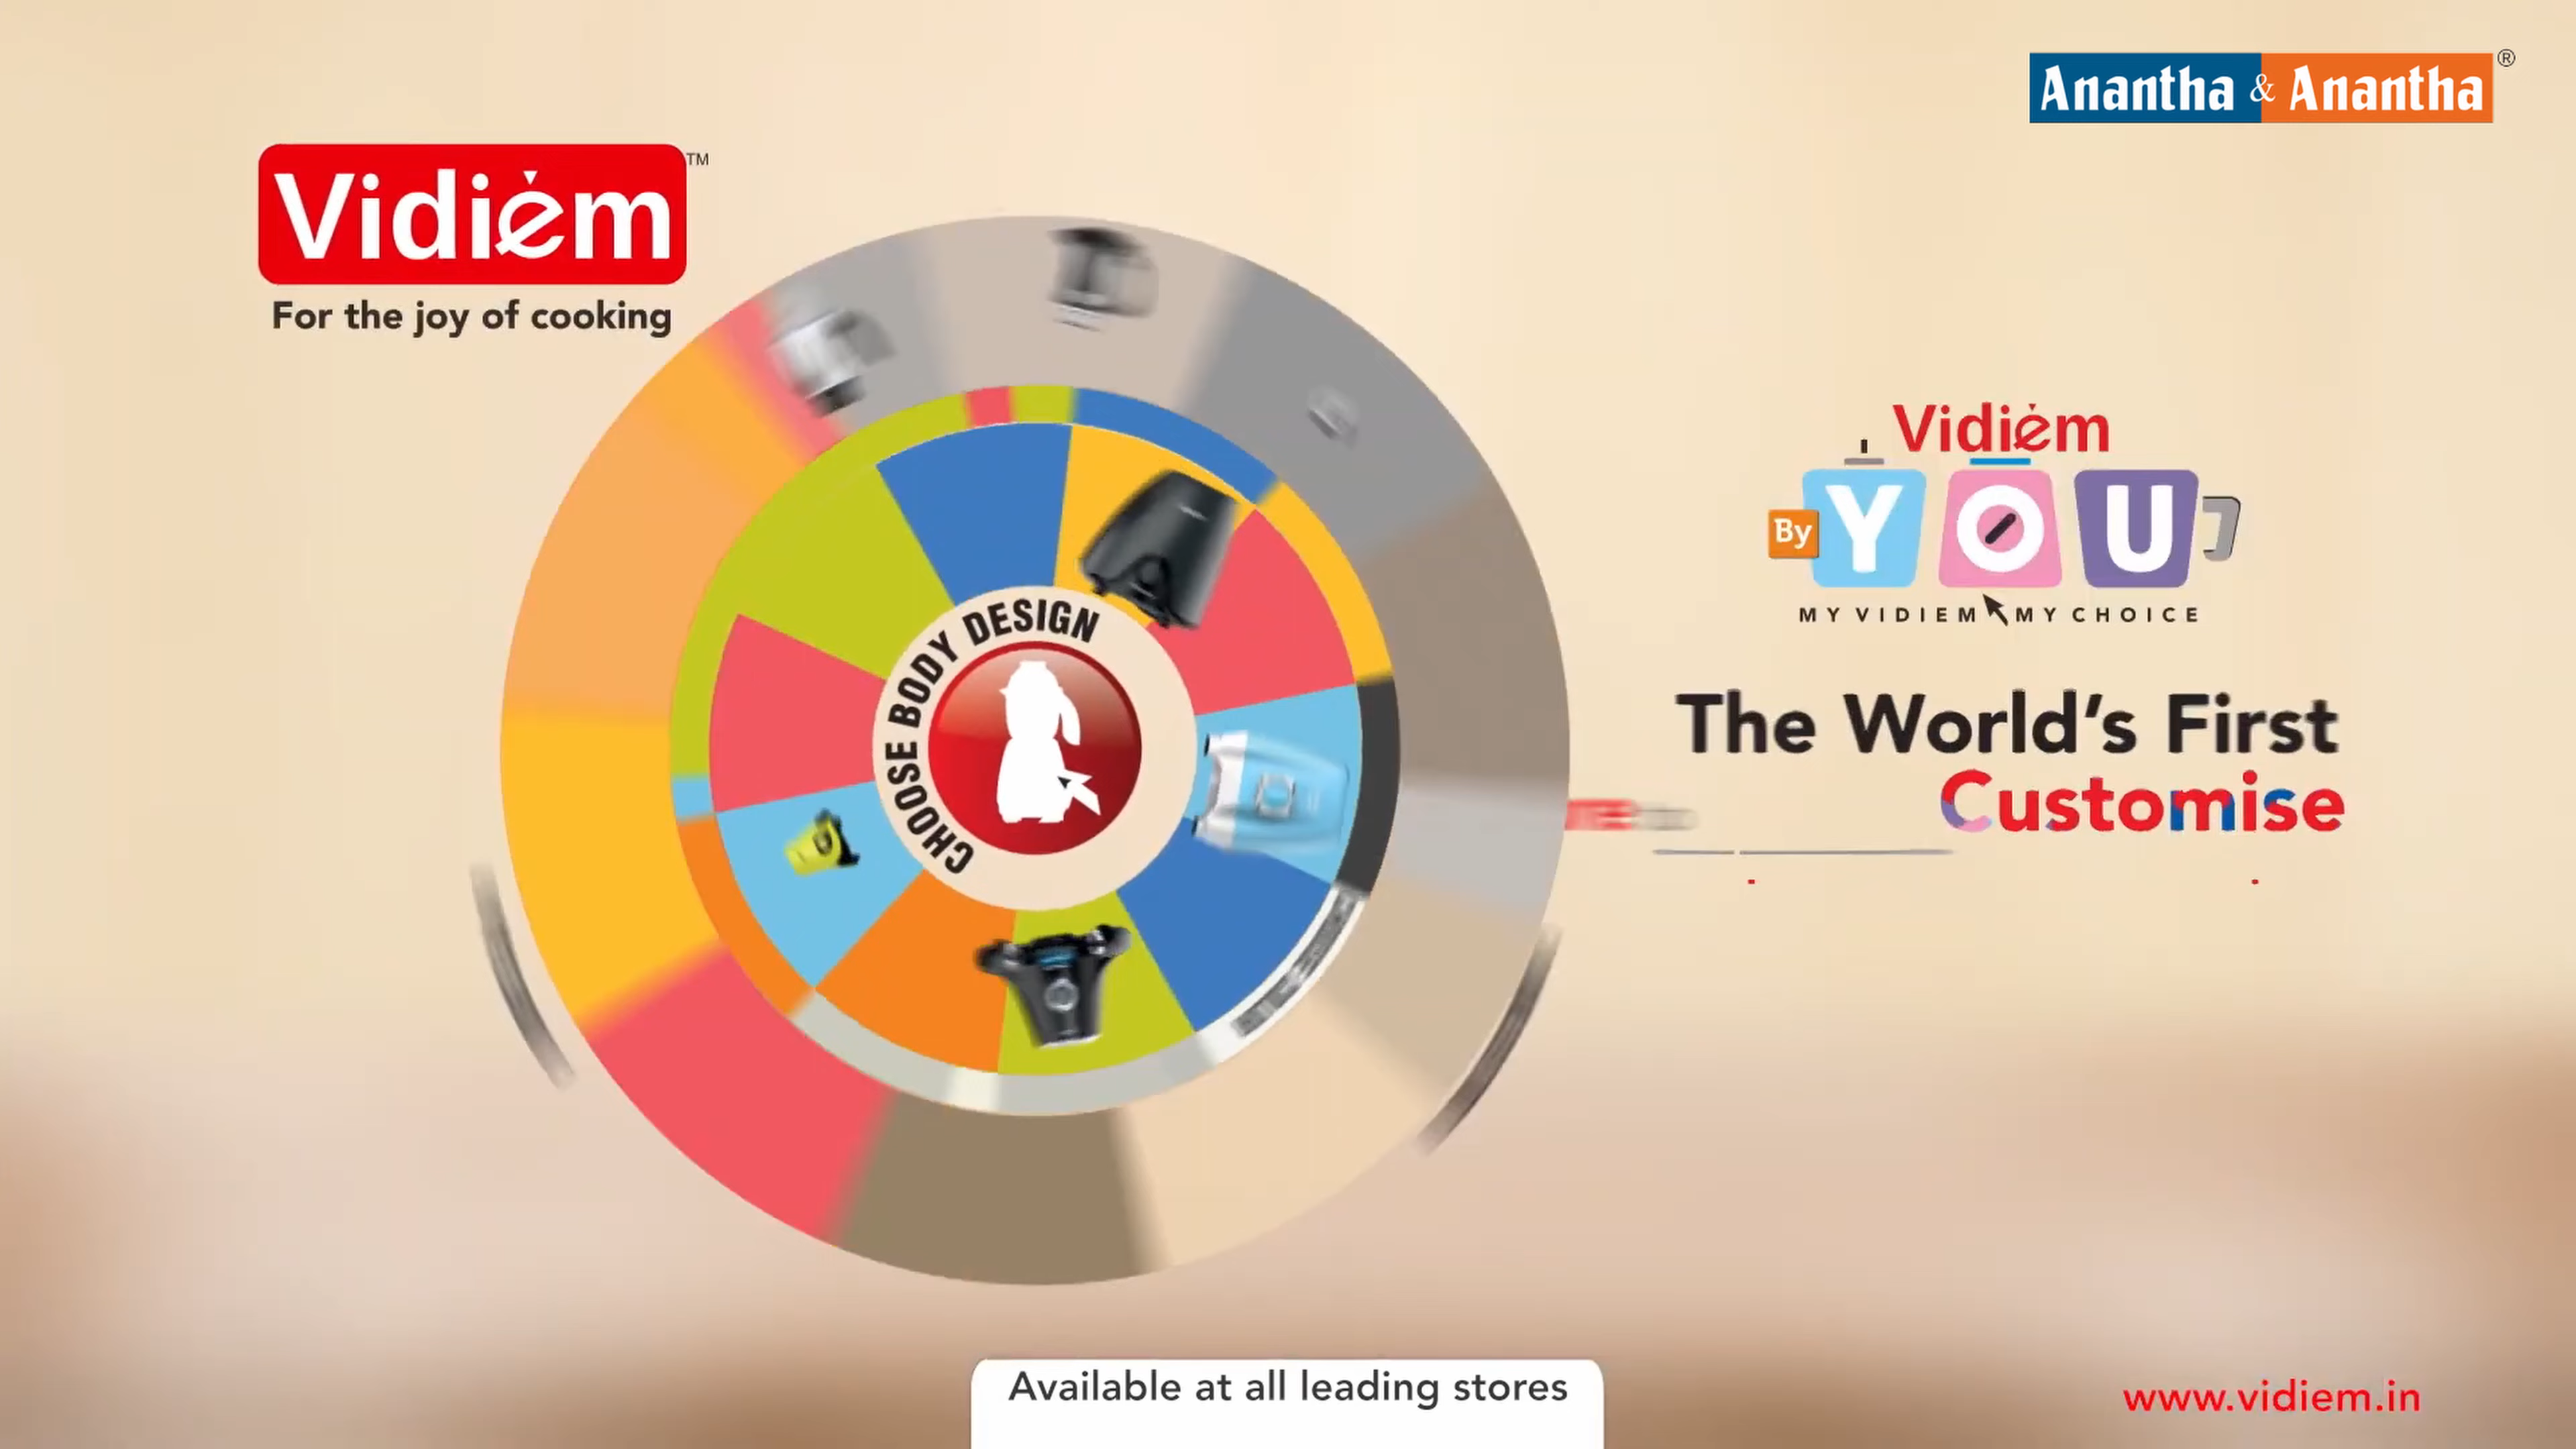 Anantha & Anantha ®
Vidiem TM
For the joy of cooking
CHOOSE BODY DESIGN
Vidiem
By YOU
MY VIDIEM MY CHOICE
The World's First
Customise
Available at all leading stores
www.vidiem.in